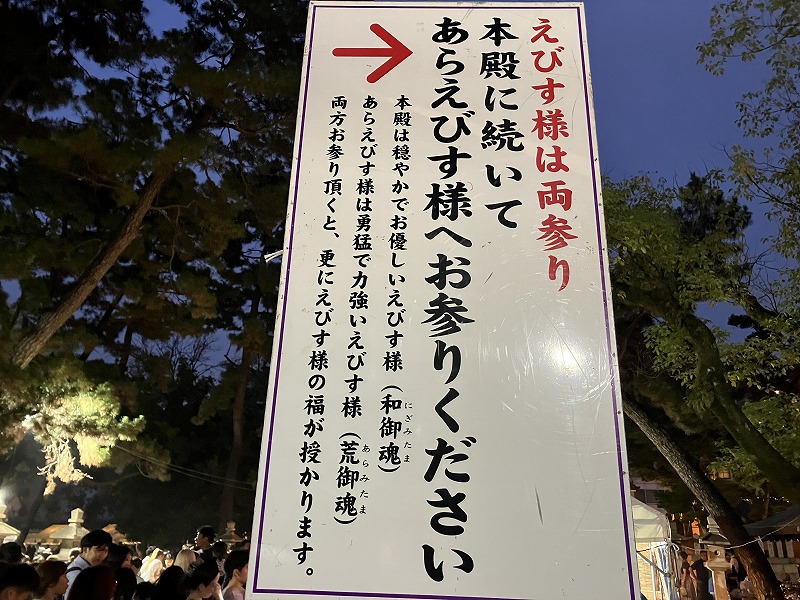 えびす様は両参り
本殿に続いて
あらえびす様へお参りください
本殿は穏やかでお優しいえびす様（和御魂）
にぎみたま
あらえびす様は勇猛で力強いえびす様（荒御魂）
あらみたま
両方お参り頂くと、更にえびす様の福が授かります。